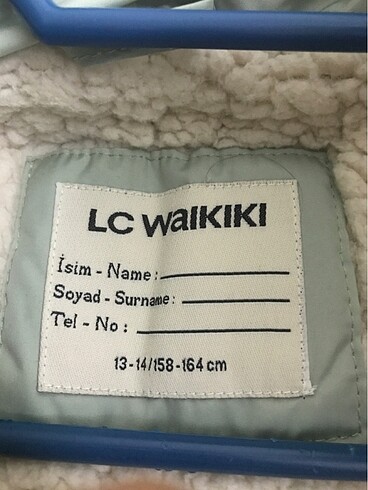 LC WAIKIKI
İsim - Name :
Soyad - Surname :
Tel - No :
13-14/158-164 cm